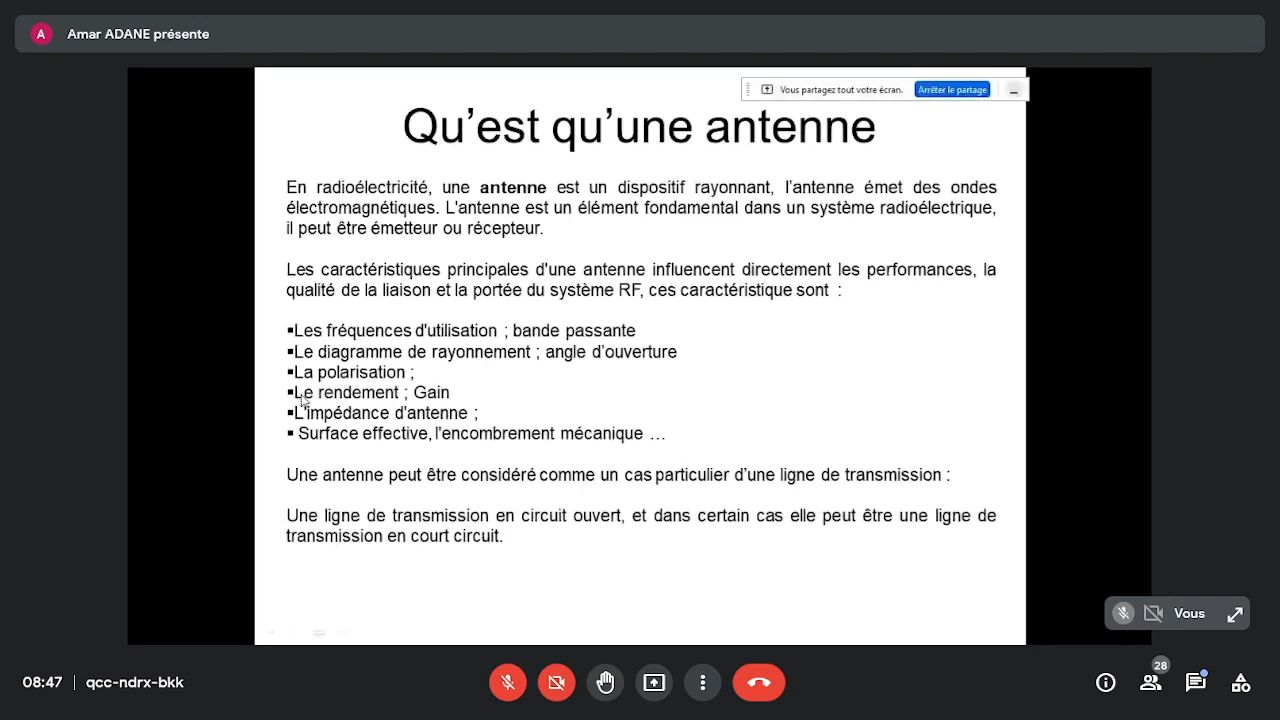 A
Amar ADANE présente
Vous partagez tout votre écran.
Arrêter le partage
Qu’est qu’une antenne
En radioélectricité, une antenne est un dispositif rayonnant, l’antenne émet des ondes
électromagnétiques. L'antenne est un élément fondamental dans un système radioélectrique,
il peut être émetteur ou récepteur.
Les caractéristiques principales d'une antenne influencent directement les performances, la
qualité de la liaison et la portée du système RF, ces caractéristique sont :
▪Les fréquences d'utilisation ; bande passante
▪Le diagramme de rayonnement ; angle d’ouverture
▪La polarisation ;
▪Le rendement ; Gain
▪L'impédance d'antenne ;
▪ Surface effective, l'encombrement mécanique …
Une antenne peut être considéré comme un cas particulier d’une ligne de transmission :
Une ligne de transmission en circuit ouvert, et dans certain cas elle peut être une ligne de
transmission en court circuit.
Vous
08:47
qcc-ndrx-bkk
28